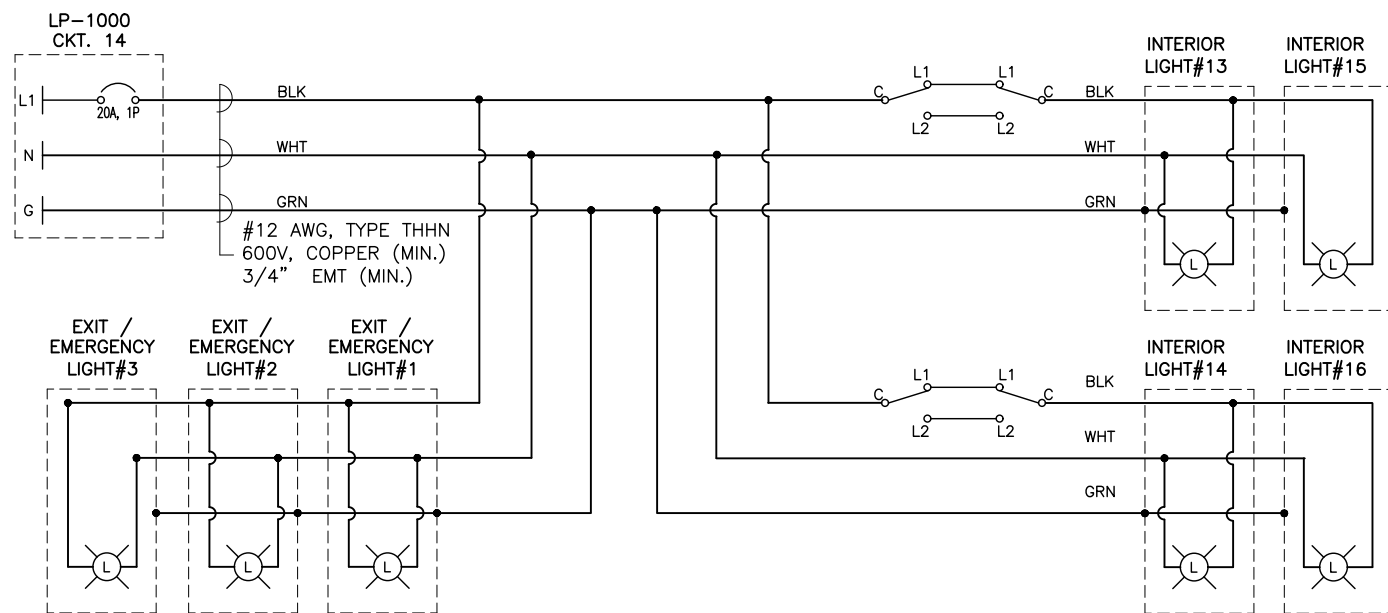 LP-1000
CKT. 14
L1
20A, 1P
BLK
N
WHT
G
GRN
#12 AWG, TYPE THHN
600V, COPPER (MIN.)
3/4" EMT (MIN.)
C
L1
L1
C
L2
L2
BLK
WHT
GRN
INTERIOR
LIGHT#13
L
INTERIOR
LIGHT#15
L
EXIT /
EMERGENCY
LIGHT#3
L
EXIT /
EMERGENCY
LIGHT#2
L
EXIT /
EMERGENCY
LIGHT#1
L
C
L1
L1
C
L2
L2
BLK
WHT
GRN
INTERIOR
LIGHT#14
L
INTERIOR
LIGHT#16
L